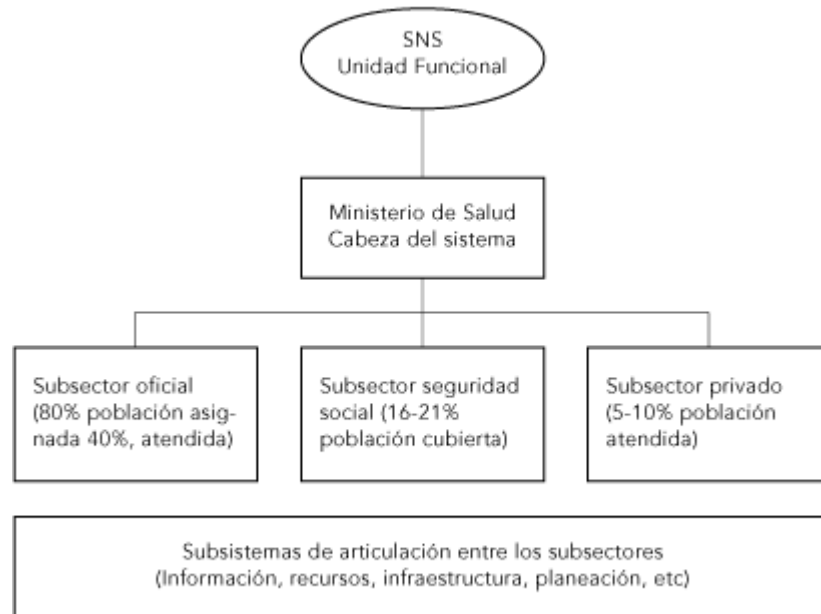 SNS
Unidad Funcional
Ministerio de Salud
Cabeza del sistema
Subsector oficial
(80% población asig-
nada 40%, atendida)
Subsector seguridad
social (16-21%
población cubierta)
Subsector privado
(5-10% población
atendida)
Subsistemas de articulación entre los subsectores
(Información, recursos, infraestructura, planeación, etc)